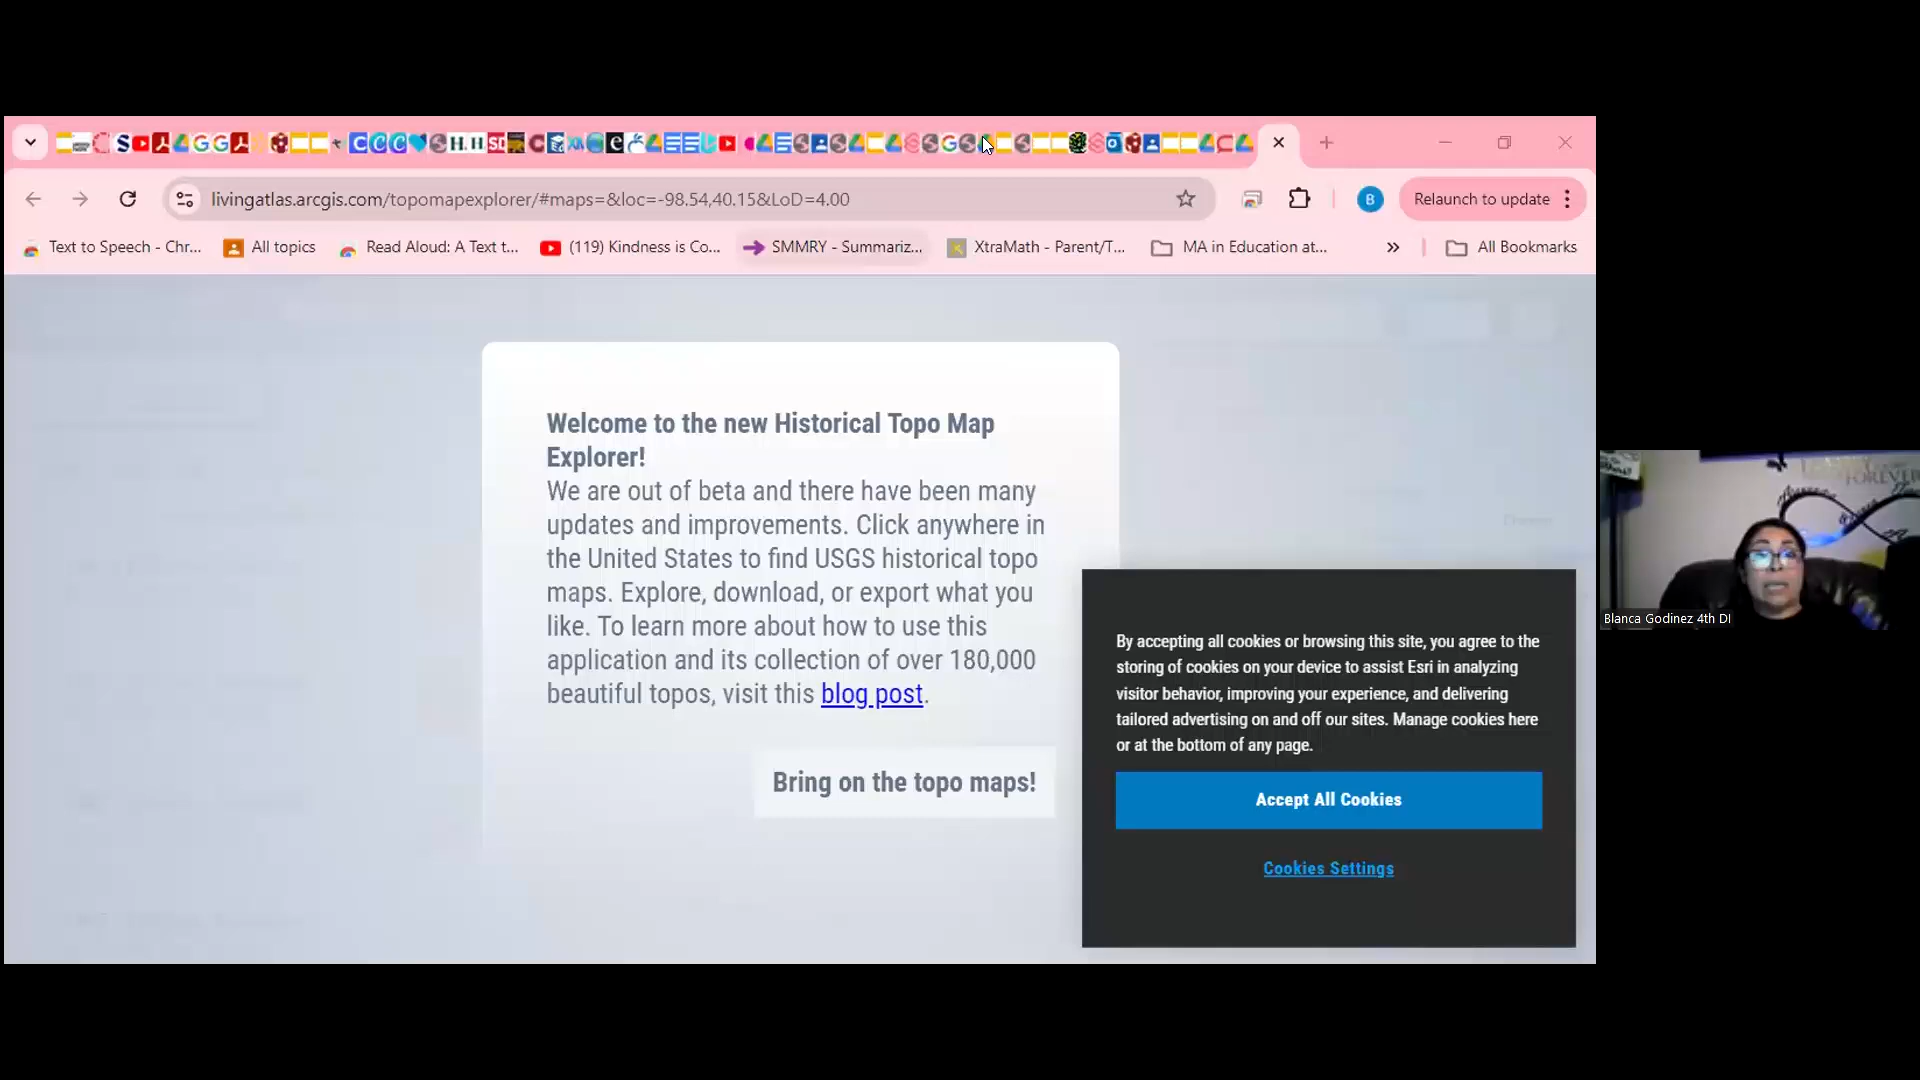 livingatlas.arcgis.com/topomapexplorer/#maps=&loc=-98.54,40.15&LoD=4.00
B
Relaunch to update
Text to Speech - Chr...
All topics
Read Aloud: A Text t...
(119) Kindness is Co...
SMMRY - Summariz...
XtraMath - Parent/T...
MA in Education at...
All Bookmarks
Welcome to the new Historical Topo Map
Explorer!
We are out of beta and there have been many
updates and improvements. Click anywhere in
the United States to find USGS historical topo
maps. Explore, download, or export what you
like. To learn more about how to use this
application and its collection of over 180,000
beautiful topos, visit this blog post.
Bring on the topo maps!
By accepting all cookies or browsing this site, you agree to the
storing of cookies on your device to assist Esri in analyzing
visitor behavior, improving your experience, and delivering
tailored advertising on and off our sites. Manage cookies here
or at the bottom of any page.
Accept All Cookies
Cookies Settings
FOREVER
Blanca Godinez 4th DI